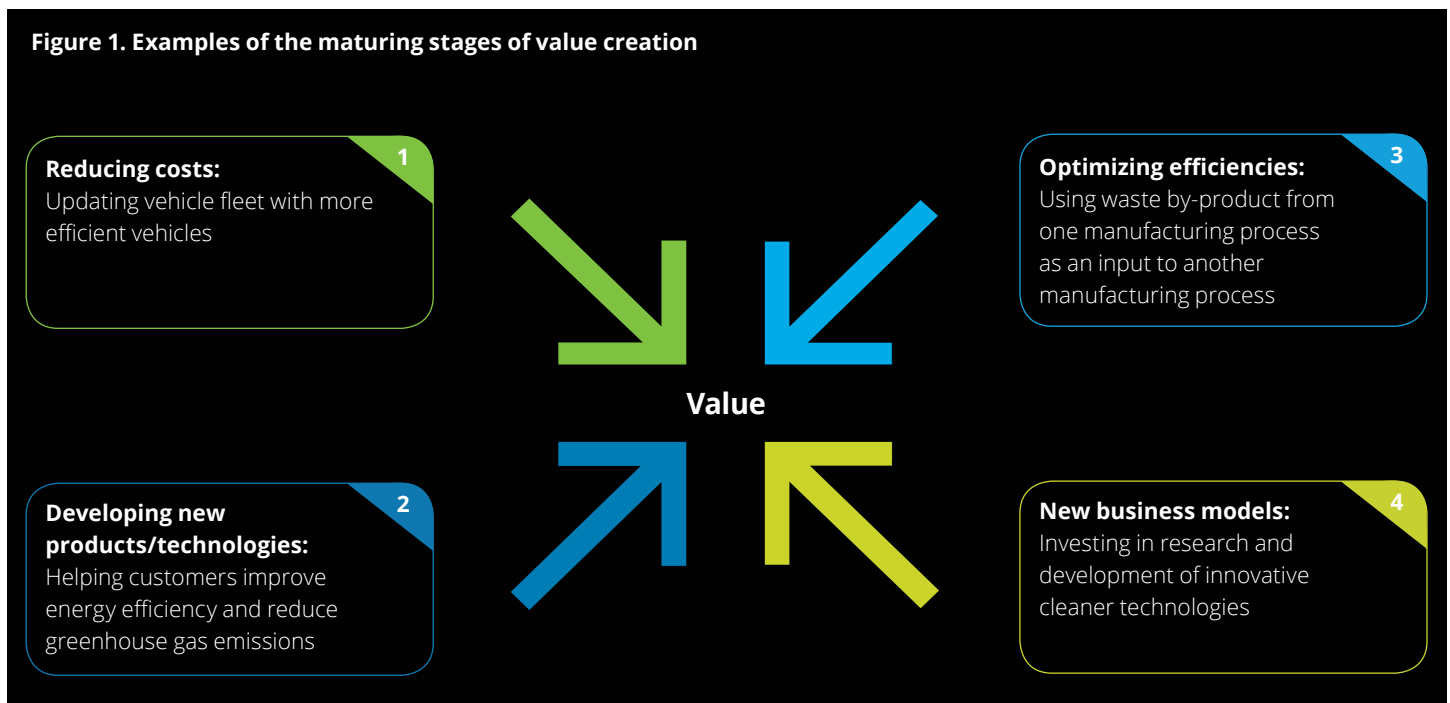 Figure 1. Examples of the maturing stages of value creation
1
Reducing costs:
Updating vehicle fleet with more
efficient vehicles
2
Developing new
products/technologies:
Helping customers improve
energy efficiency and reduce
greenhouse gas emissions
Value
3
Optimizing efficiencies:
Using waste by-product from
one manufacturing process
as an input to another
manufacturing process
4
New business models:
Investing in research and
development of innovative
cleaner technologies